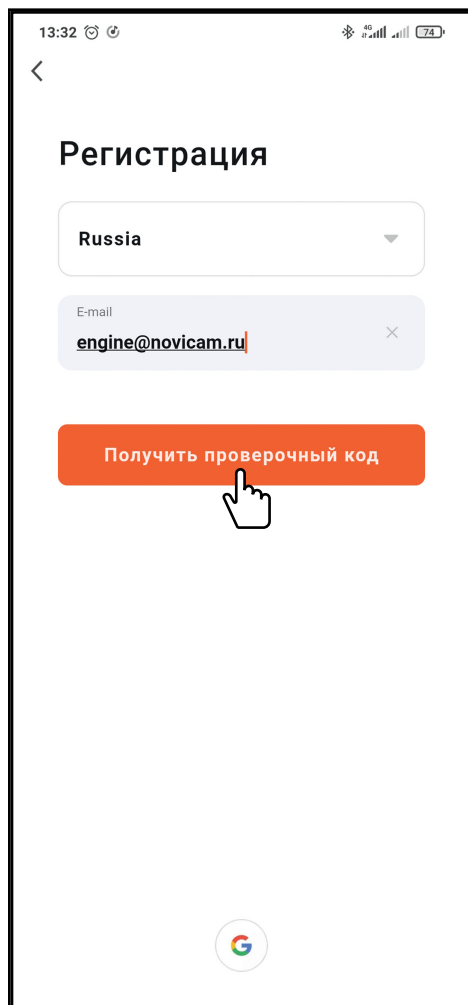 13:32
4G
74
Регистрация
Russia
E-mail
engine@novicam.ru
Получить проверочный код